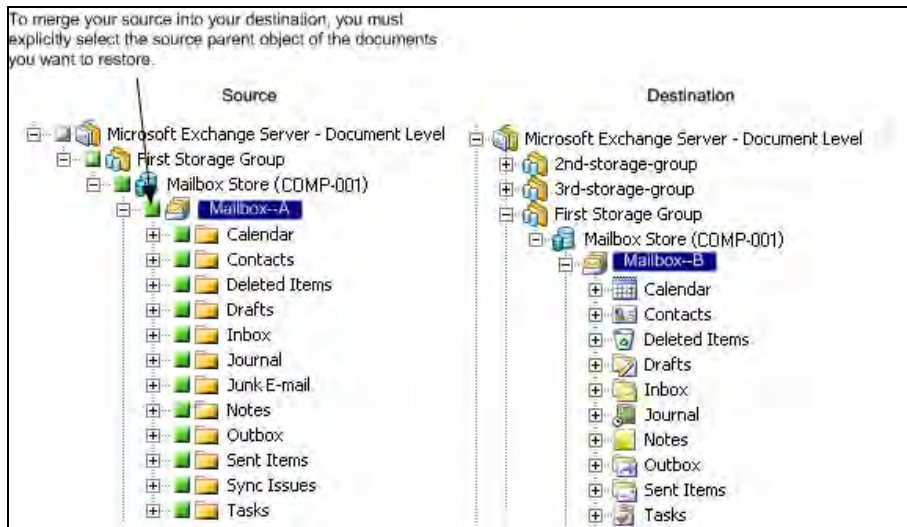 To merge your source into your destination, you must
explicitly select the source parent object of the documents
you want to restore.
Source
Microsoft Exchange Server - Document Level
First Storage Group
Mailbox Store (COMP-001)
Mailbox--A
Calendar
Contacts
Deleted Items
Drafts
Inbox
Journal
Junk E-mail
Notes
Outbox
Sent Items
Sync Issues
Tasks
Destination
Microsoft Exchange Server - Document Level
2nd-storage-group
3rd-storage-group
First Storage Group
Mailbox Store (COMP-001)
Mailbox--B
Calendar
Contacts
Deleted Items
Drafts
Inbox
Journal
Notes
Outbox
Sent Items
Tasks